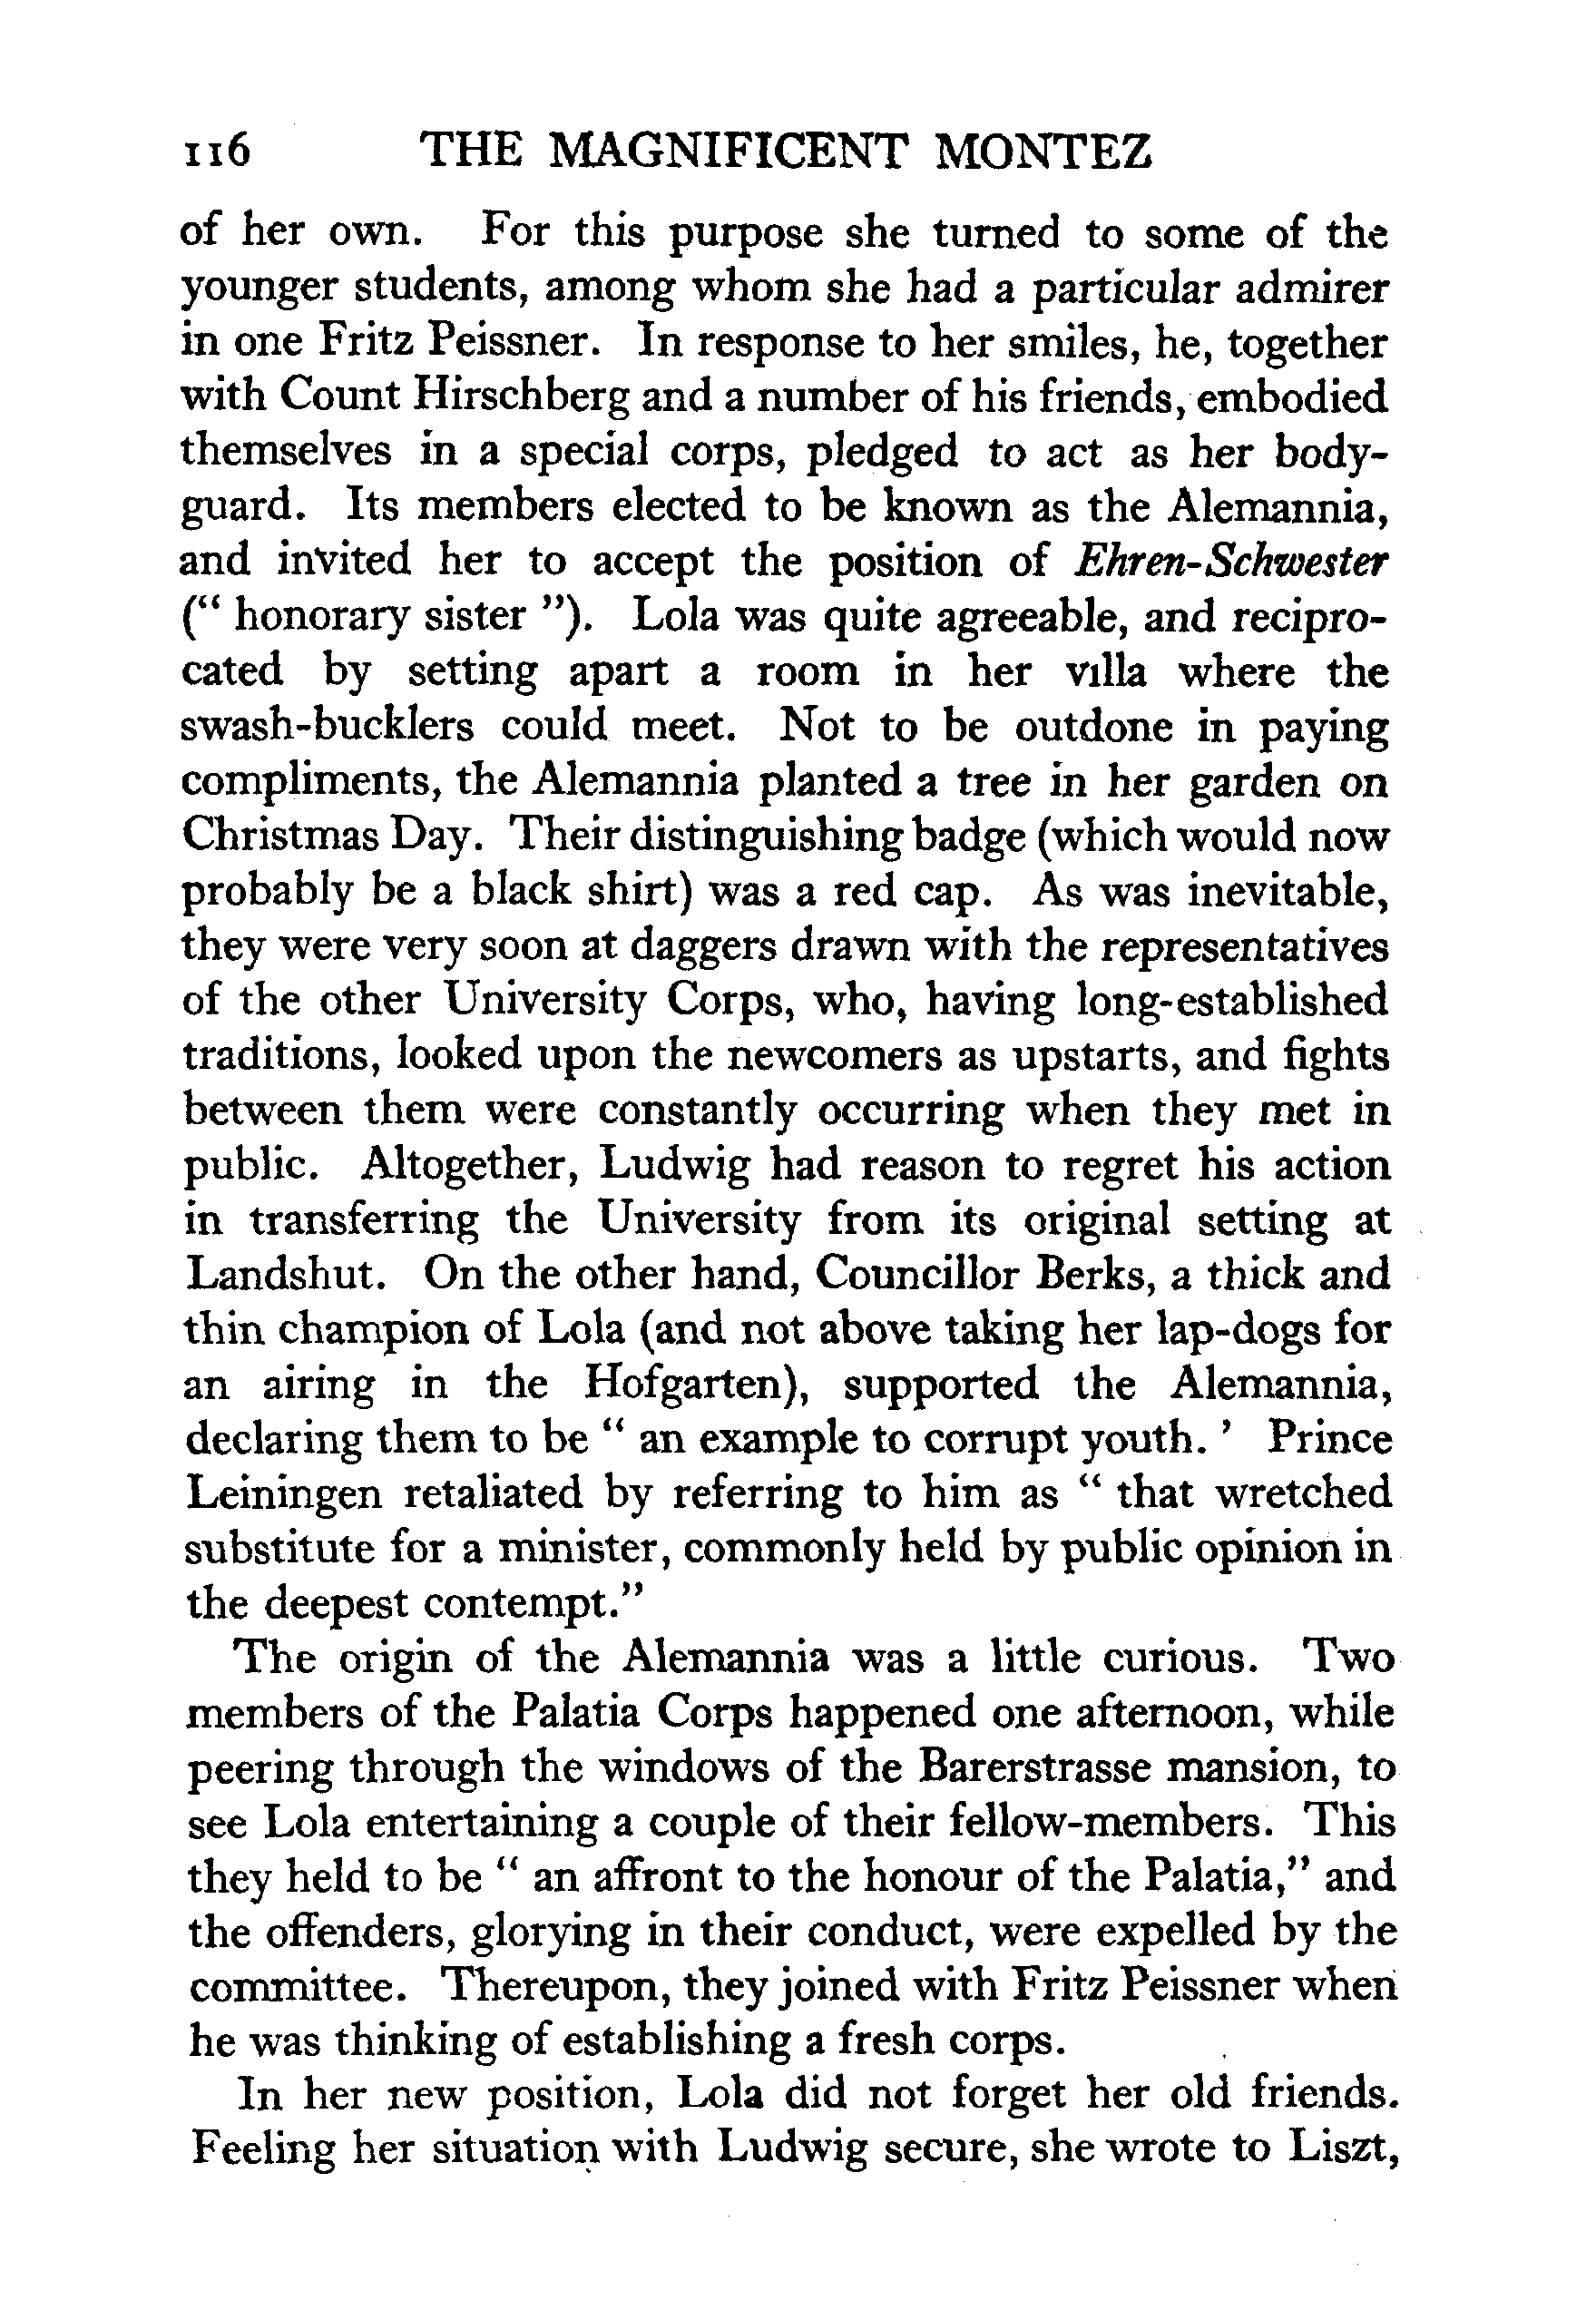 116 THE MAGNIFICENT MONTEZ
of her own. For this purpose she turned to some of the
younger students, among whom she had a particular admirer
in one Fritz Peissner. In response to her smiles, he, together
with Count Hirschberg and a number of his friends, embodied
themselves in a special corps, pledged to act as her body-
guard. Its members elected to be known as the Alemannia,
and invited her to accept the position of Ehren-Schwester
(“ honorary sister ”). Lola was quite agreeable, and recipro-
cated by setting apart a room in her villa where the
swash-bucklers could meet. Not to be outdone in paying
compliments, the Alemannia planted a tree in her garden on
Christmas Day. Their distinguishing badge (which would now
probably be a black shirt) was a red cap. As was inevitable,
they were very soon at daggers drawn with the representatives
of the other University Corps, who, having long-established
traditions, looked upon the newcomers as upstarts, and fights
between them were constantly occurring when they met in
public. Altogether, Ludwig had reason to regret his action
in transferring the University from its original setting at
Landshut. On the other hand, Councillor Berks, a thick and
thin champion of Lola (and not above taking her lap-dogs for
an airing in the Hofgarten), supported the Alemannia,
declaring them to be “ an example to corrupt youth. ’ Prince
Leiningen retaliated by referring to him as “ that wretched
substitute for a minister, commonly held by public opinion in
the deepest contempt.”
The origin of the Alemannia was a little curious. Two
members of the Palatia Corps happened one afternoon, while
peering through the windows of the Barerstrasse mansion, to
see Lola entertaining a couple of their fellow-members. This
they held to be “ an affront to the honour of the Palatia,” and
the offenders, glorying in their conduct, were expelled by the
committee. Thereupon, they joined with Fritz Peissner when
he was thinking of establishing a fresh corps.
In her new position, Lola did not forget her old friends.
Feeling her situation with Ludwig secure, she wrote to Liszt,